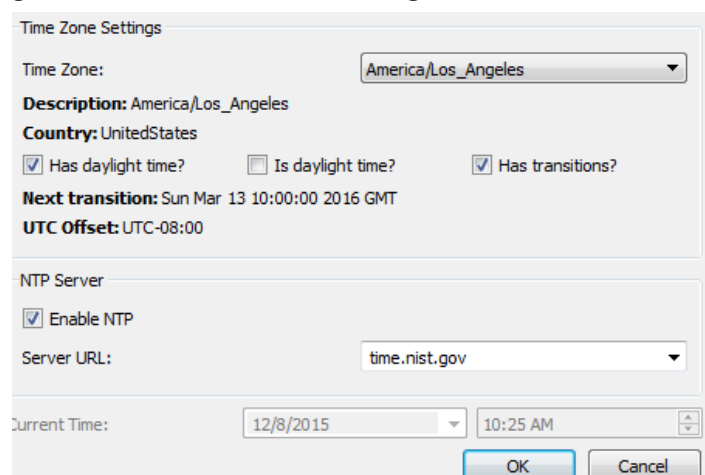 Time Zone Settings
Time Zone: America/Los_Angeles
Description: America/Los_Angeles
Country: UnitedStates
Has daylight time? Is daylight time? Has transitions?
Next transition: Sun Mar 13 10:00:00 2016 GMT
UTC Offset: UTC-08:00
NTP Server
Enable NTP
Server URL: time.nist.gov
Current Time: 12/8/2015 10:25 AM
OK Cancel